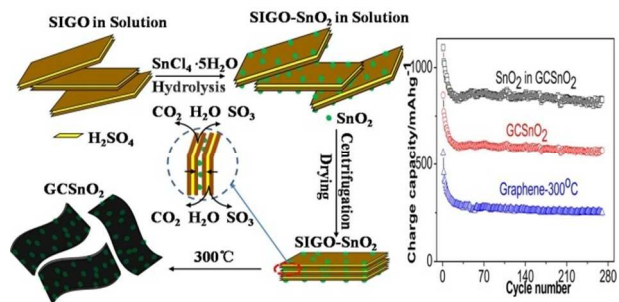 SIGO in Solution
SnCl4 ·5H2O
Hydrolysis
SIGO-SnO2 in Solution
H2SO4
CO2 H2O SO3
SnO2
CO2 H2O SO3
Centrifugation
Drying
GCSnO2
300℃
SIGO-SnO2
Charge capacity/mAhg-1
1000
500
0
SnO2 in GCSnO2
GCSnO2
Graphene-300°C
0 70 140 210 280
Cycle number